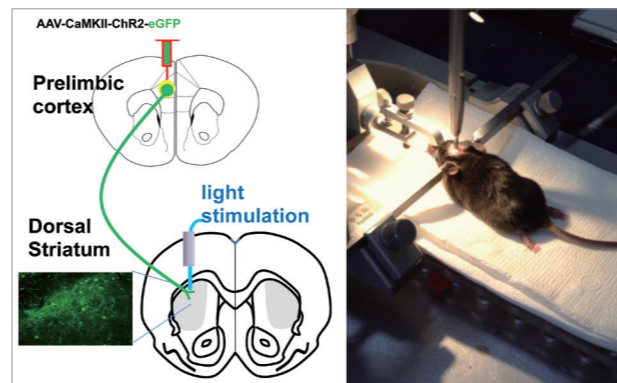 AAV-CaMKII-ChR2-eGFP
Prelimbic
cortex
light
stimulation
Dorsal
Striatum